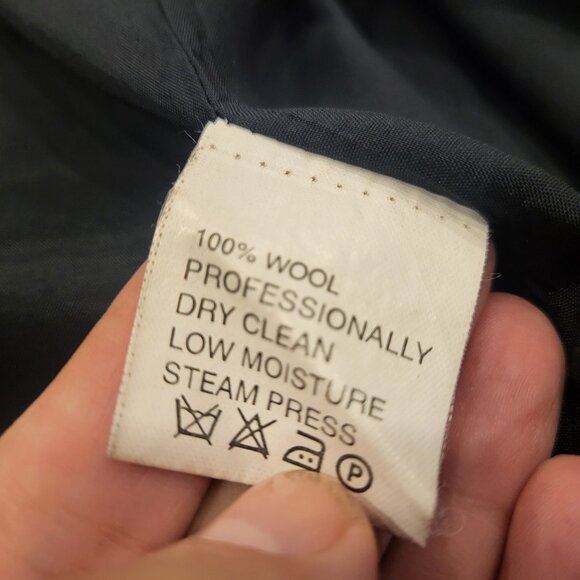 100% WOOL
PROFESSIONALLY
DRY CLEAN
LOW MOISTURE
STEAM PRESS
P